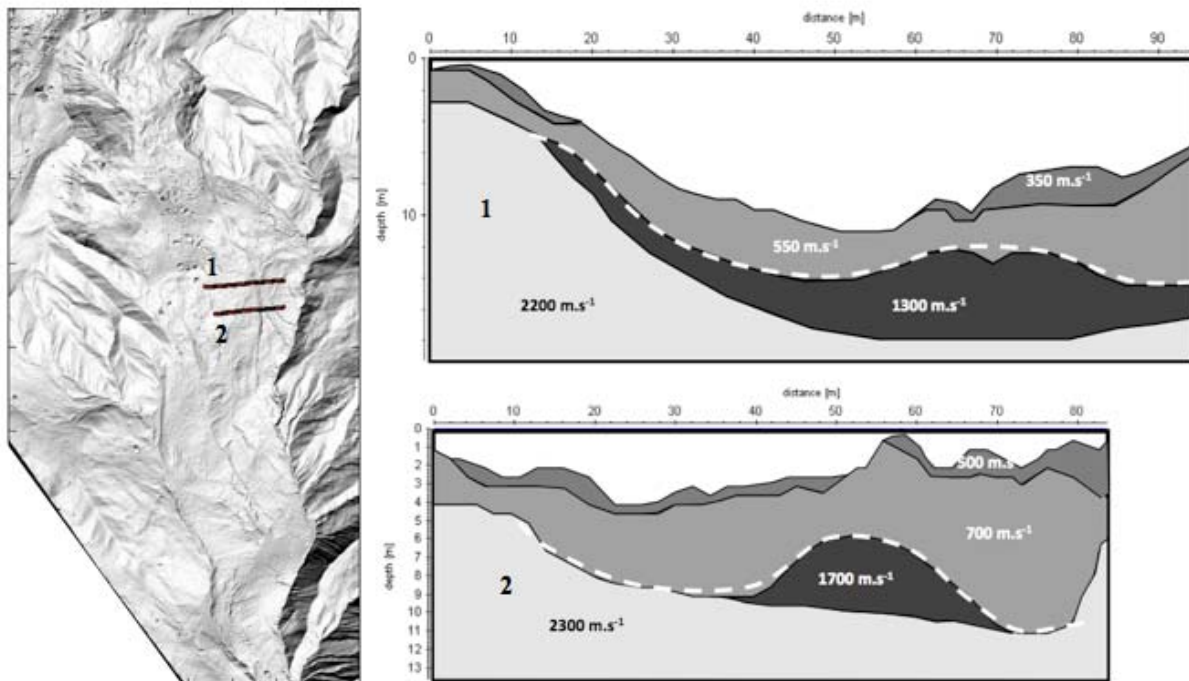 1
2
distance [m]
0 10 20 30 40 50 60 70 80 90
0
10
depth [m]
1
350 m.s⁻¹
550 m.s⁻¹
1300 m.s⁻¹
2200 m.s⁻¹
distance [m]
0 10 20 30 40 50 60 70 80
0
1
2
3
4
5
6
7
8
9
10
11
12
13
depth [m]
500 m.s
700 m.s⁻¹
1700 m.s⁻¹
2
2300 m.s⁻¹